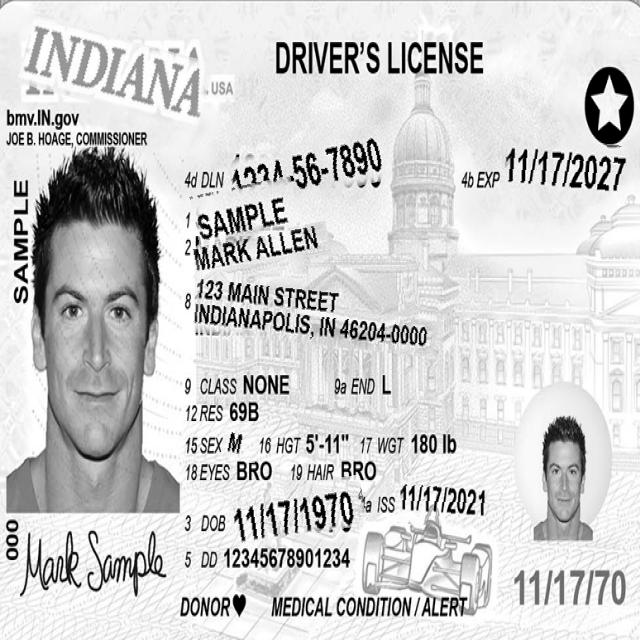 INDIANA USA
DRIVER'S LICENSE
bmv.IN.gov
JOE B. HOAGE, COMMISSIONER
SAMPLE
4d DLN 1234-56-7890
4b EXP 11/17/2027
1 SAMPLE
2 MARK ALLEN
8 123 MAIN STREET
INDIANAPOLIS, IN 46204-0000
9 CLASS NONE 9a END L
12 RES 69B
15 SEX M 16 HGT 5'-11" 17 WGT 180 lb
18 EYES BRO 19 HAIR BRO
3 DOB 11/17/1970 4a ISS 11/17/2021
5 DD 12345678901234
000
Mark Sample
11/17/70
DONOR♥ MEDICAL CONDITION / ALERT